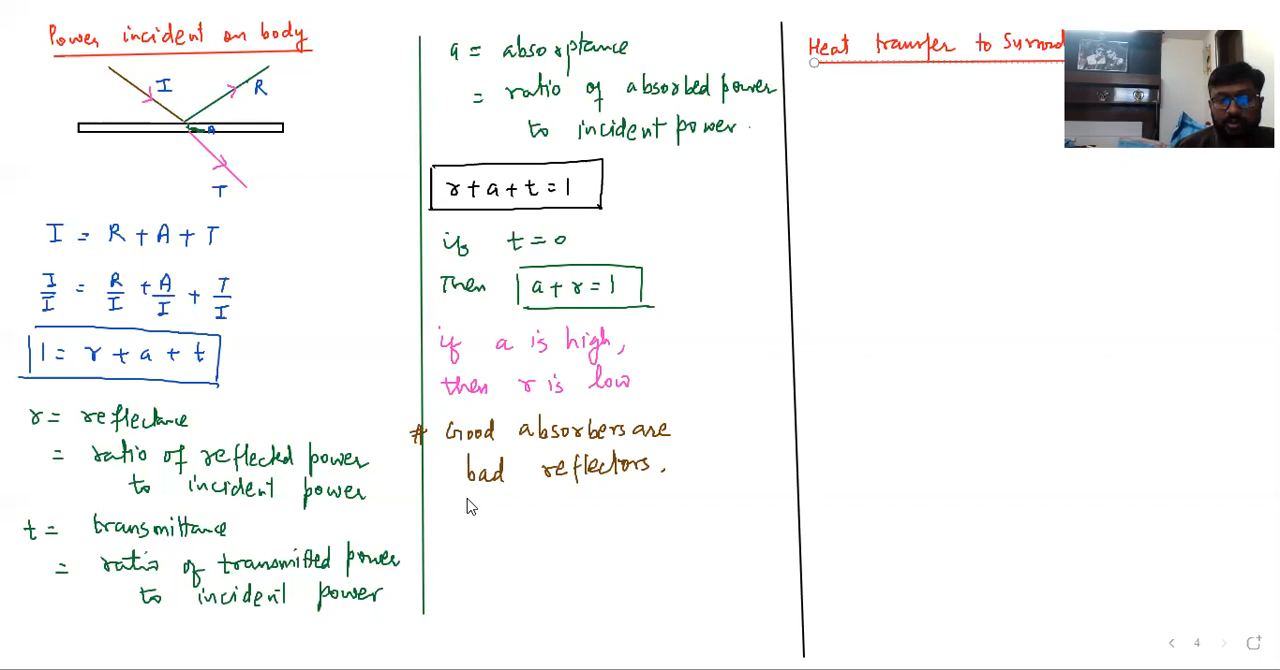 Power incident on body
I
R
A
T
I = R + A + T
I/I = R/I + A/I + T/I
1 = r + a + t
r = reflectance
= ratio of reflected power
to incident power
t = transmittance
= ratio of transmitted power
to incident power
a = absorptance
= ratio of absorbed power
to incident power.
r + a + t = 1
if t = 0
Then a + r = 1
if a is high,
then r is low
# Good absorbers are
bad reflectors.
Heat transfer to
4